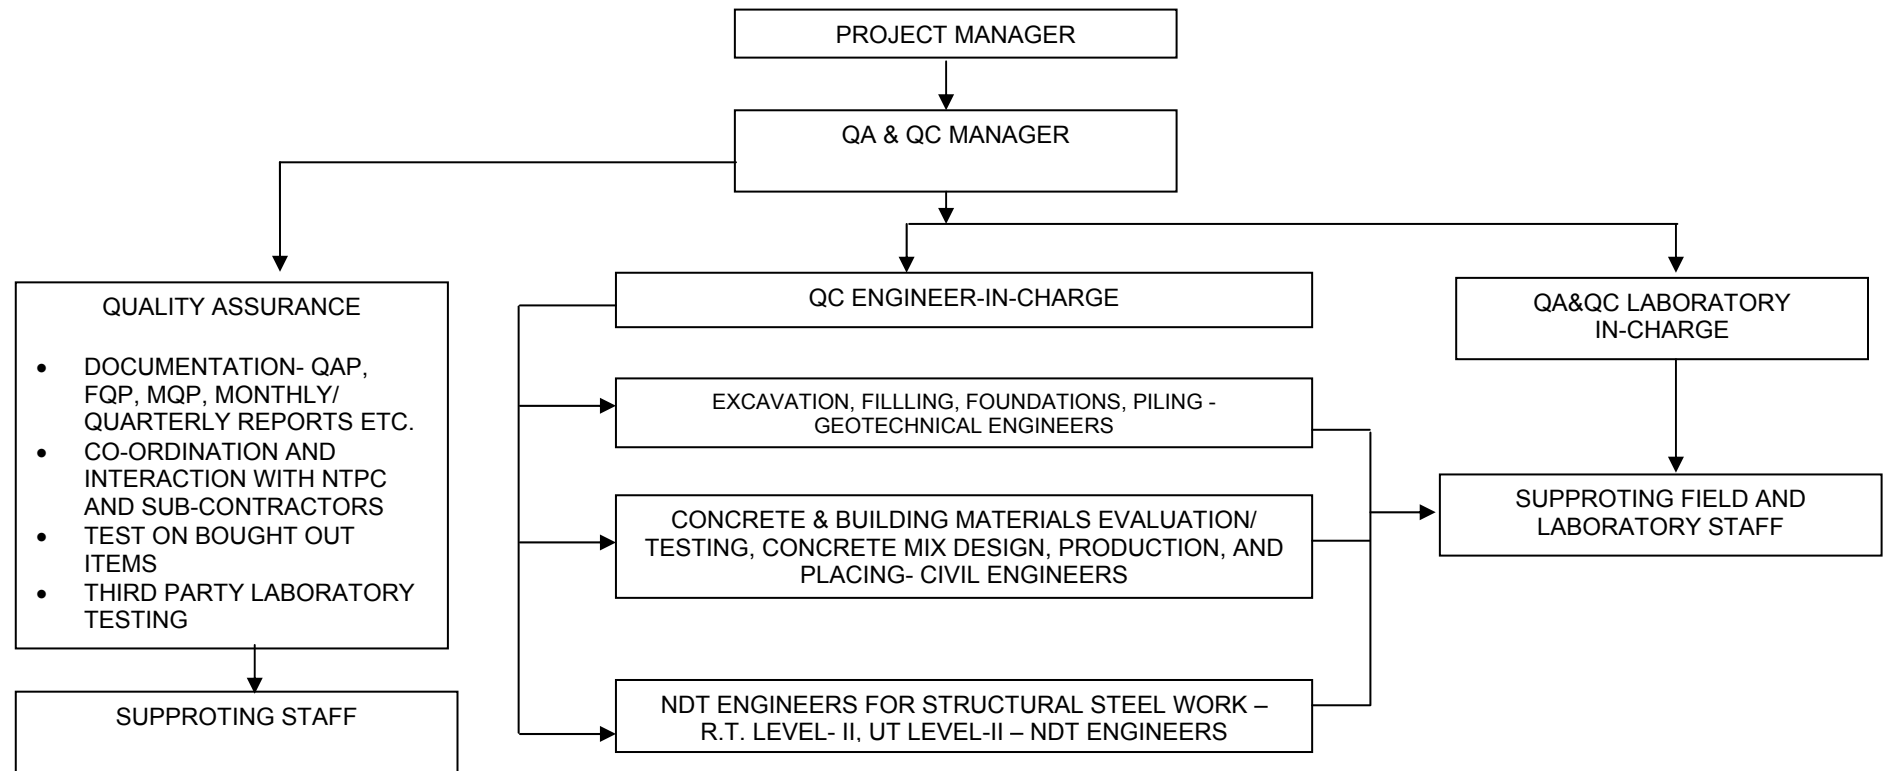 PROJECT MANAGER
QA & QC MANAGER
QUALITY ASSURANCE
• DOCUMENTATION- QAP,
FQP, MQP, MONTHLY/
QUARTERLY REPORTS ETC.
• CO-ORDINATION AND
INTERACTION WITH NTPC
AND SUB-CONTRACTORS
• TEST ON BOUGHT OUT
ITEMS
• THIRD PARTY LABORATORY
TESTING
SUPPROTING STAFF
QC ENGINEER-IN-CHARGE
EXCAVATION, FILLLING, FOUNDATIONS, PILING -
GEOTECHNICAL ENGINEERS
CONCRETE & BUILDING MATERIALS EVALUATION/
TESTING, CONCRETE MIX DESIGN, PRODUCTION, AND
PLACING- CIVIL ENGINEERS
NDT ENGINEERS FOR STRUCTURAL STEEL WORK –
R.T. LEVEL- II, UT LEVEL-II – NDT ENGINEERS
QA&QC LABORATORY
IN-CHARGE
SUPPROTING FIELD AND
LABORATORY STAFF